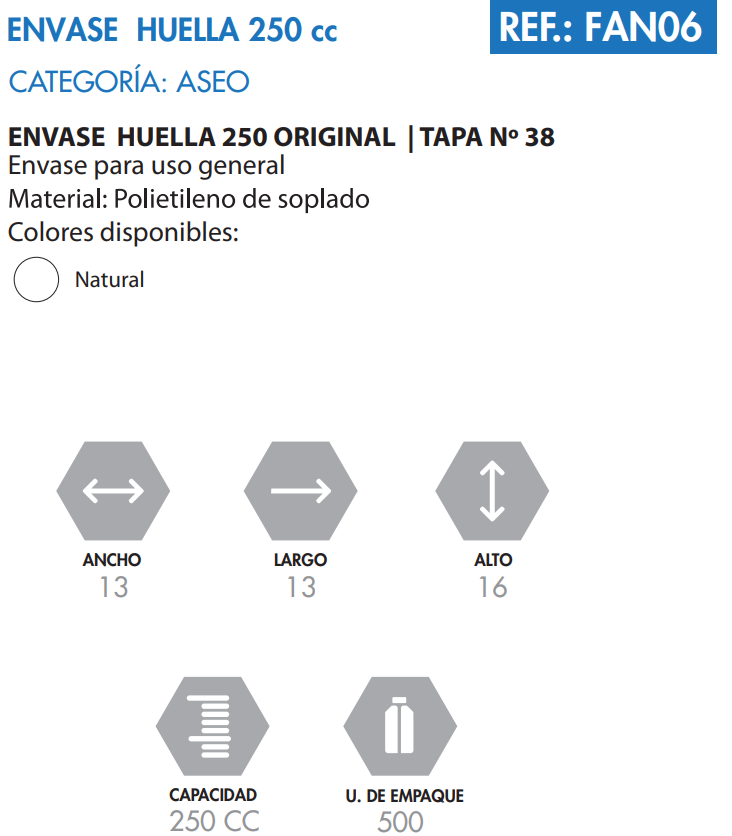 ENVASE HUELLA 250 cc
REF.: FAN06
CATEGORÍA: ASEO
ENVASE HUELLA 250 ORIGINAL | TAPA Nº 38
Envase para uso general
Material: Polietileno de soplado
Colores disponibles:
Natural
ANCHO
13
LARGO
13
ALTO
16
CAPACIDAD
250 CC
U. DE EMPAQUE
500